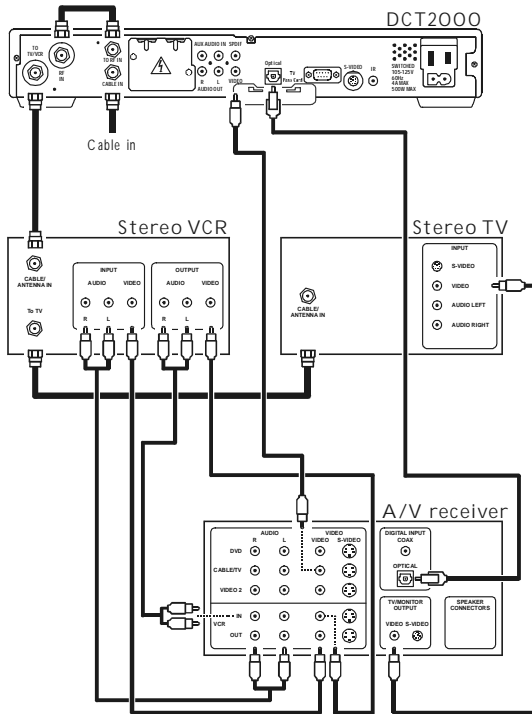 DCT2000
TO
TV/VCR
RF
IN
TO RF IN
CABLE IN
AUX AUDIO IN SPDIF
R L VIDEO
AUDIO OUT
Optical
TV
Pass Card
S-VIDEO
IR
SWITCHED
105-125V
60Hz
4A MAX
500W MAX
Cable in
Stereo VCR
CABLE/
ANTENNA IN
To TV
INPUT
AUDIO VIDEO
R L
OUTPUT
AUDIO VIDEO
R L
Stereo TV
CABLE/
ANTENNA IN
INPUT
S-VIDEO
VIDEO
AUDIO LEFT
AUDIO RIGHT
A/V receiver
AUDIO VIDEO
R L VIDEO S-VIDEO
DVD
CABLE/TV
VIDEO 2
IN
VCR
OUT
DIGITAL INPUT
COAX
OPTICAL
TV/MONITOR
OUTPUT
VIDEO S-VIDEO
SPEAKER
CONNECTORS